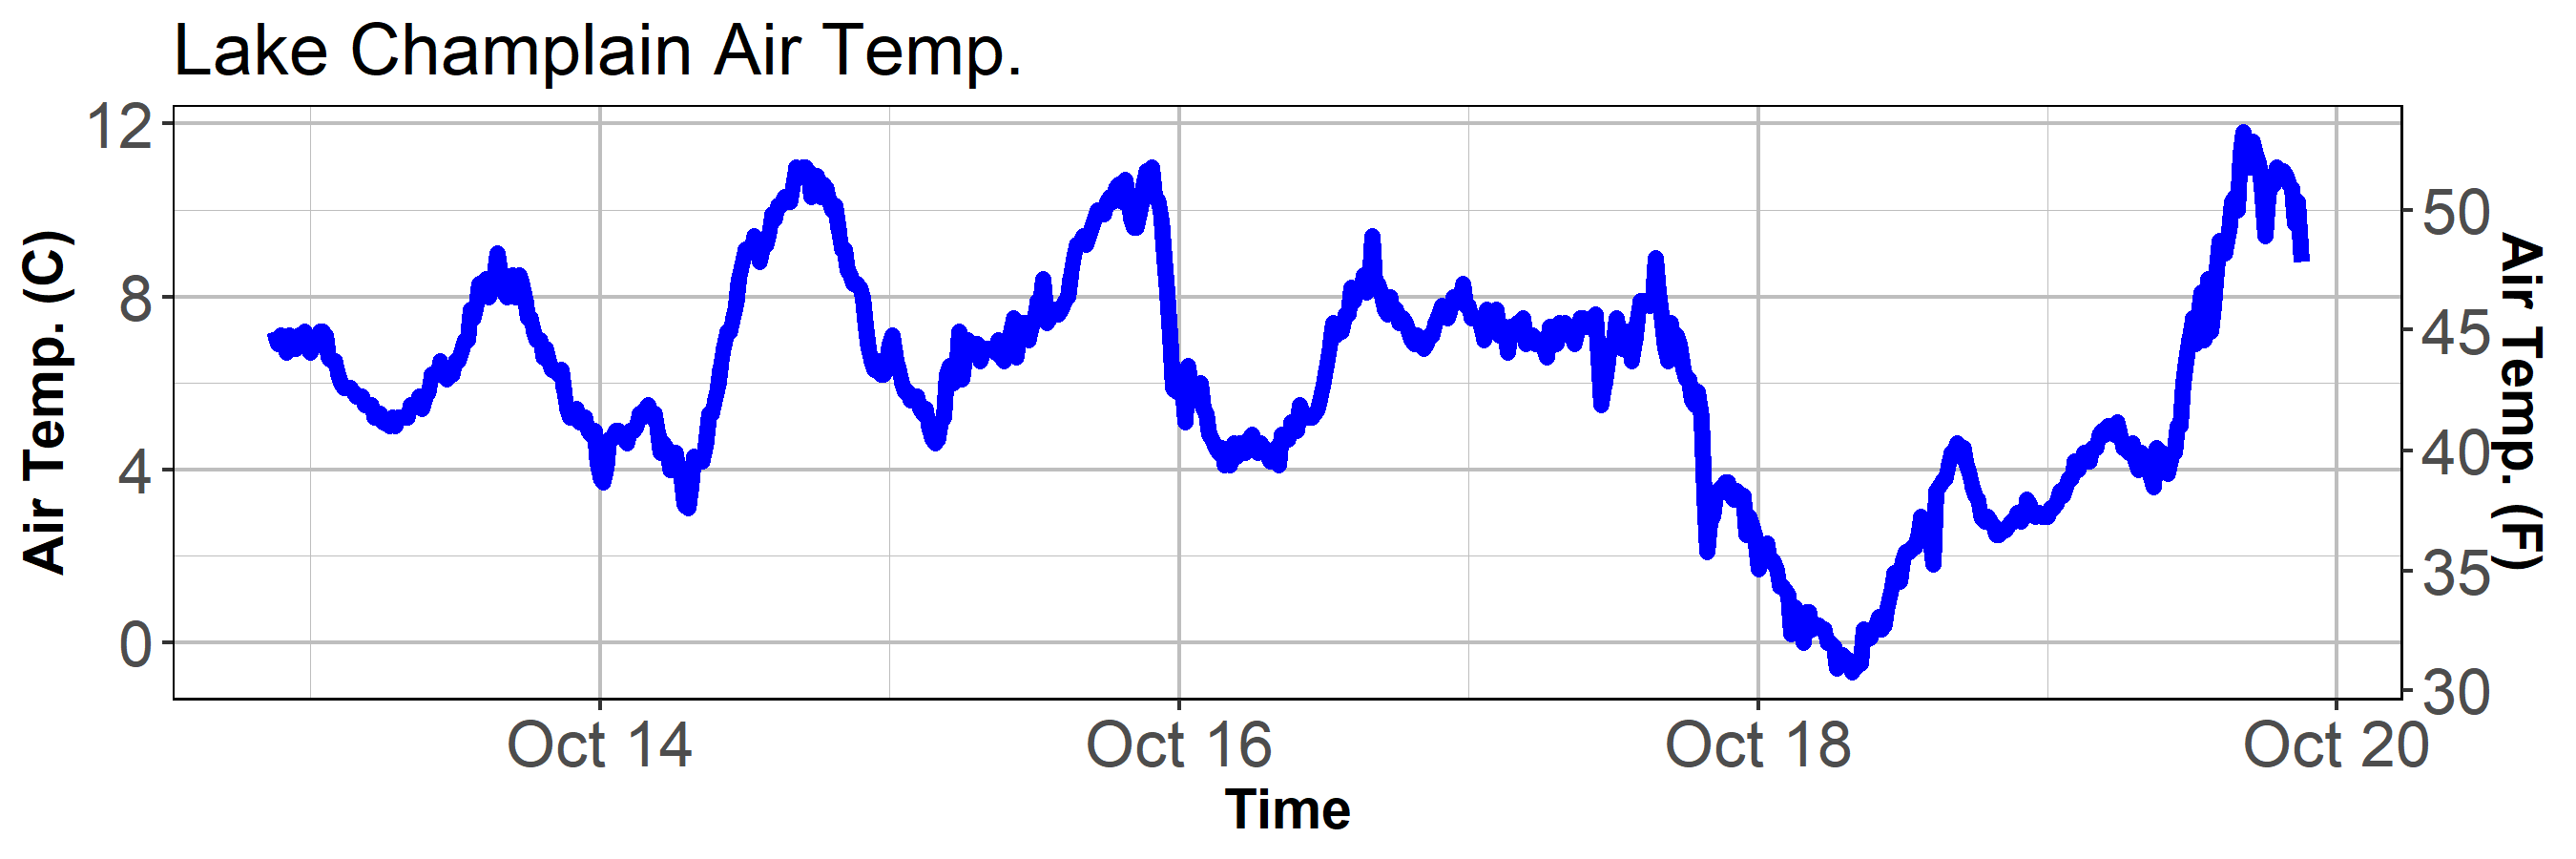 Lake Champlain Air Temp.
12
8
4
0
Air Temp. (C)
50
45
40
35
30
Air Temp. (F)
Oct 14 Oct 16 Oct 18 Oct 20
Time